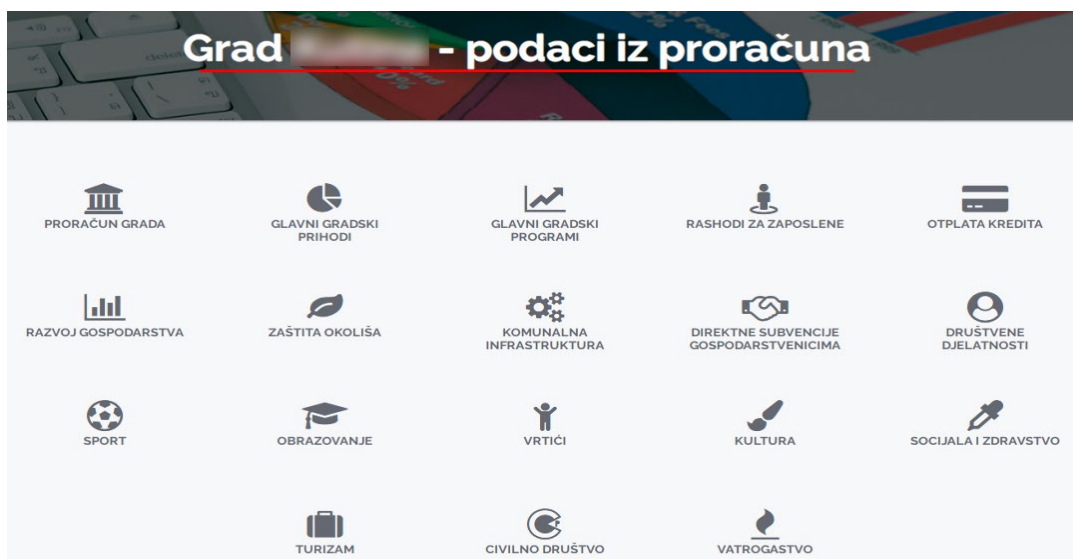 Grad - podaci iz proračuna
PRORAČUN GRADA
GLAVNI GRADSKI
PRIHODI
GLAVNI GRADSKI
PROGRAMI
RASHODI ZA ZAPOSLENE
OTPLATA KREDITA
RAZVOJ GOSPODARSTVA
ZAŠTITA OKOLIŠA
KOMUNALNA
INFRASTRUKTURA
DIREKTNE SUBVENCIJE
GOSPODARSTVENICIMA
DRUŠTVENE
DJELATNOSTI
SPORT
OBRAZOVANJE
VRTIĆI
KULTURA
SOCIJALA I ZDRAVSTVO
TURIZAM
CIVILNO DRUŠTVO
VATROGASTVO